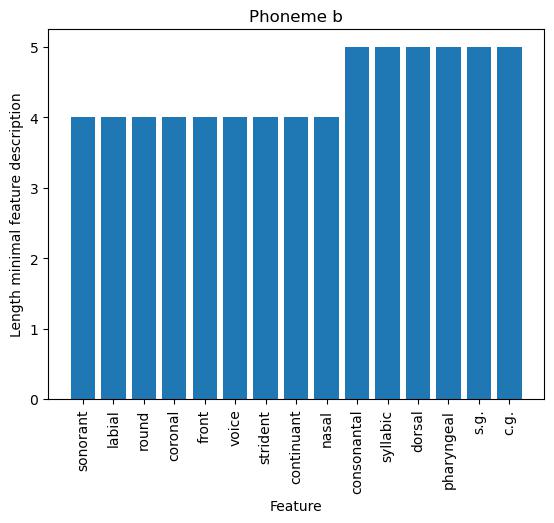 Phoneme b
Length minimal feature description
5
4
3
2
1
0
sonorant
labial
round
coronal
front
voice
strident
continuant
nasal
consonantal
syllabic
dorsal
pharyngeal
s.g.
c.g.
Feature